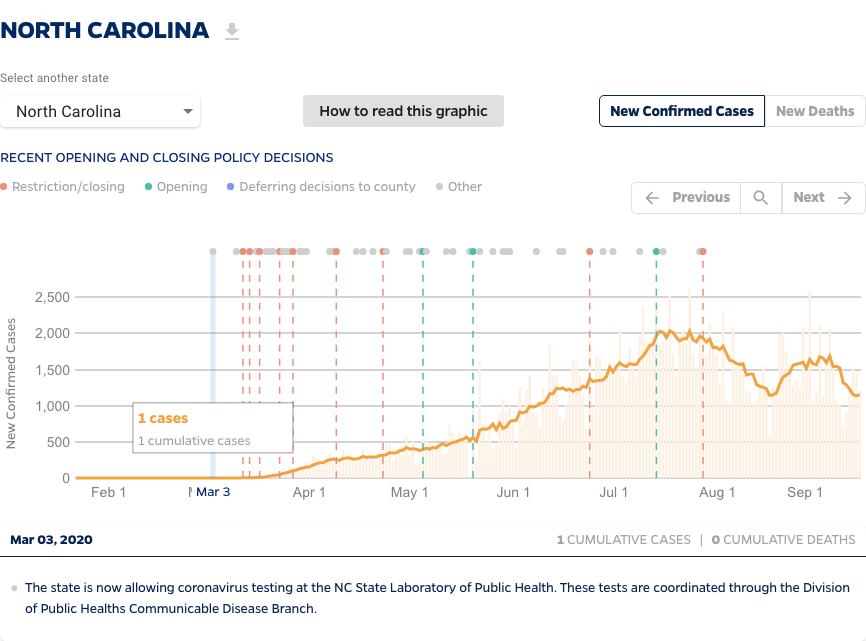 NORTH CAROLINA
Select another state
North Carolina
How to read this graphic
New Confirmed Cases
New Deaths
RECENT OPENING AND CLOSING POLICY DECISIONS
Restriction/closing
Opening
Deferring decisions to county
Other
Previous
Next
New Confirmed Cases
2,500
2,000
1,500
1,000
500
0
1 cases
1 cumulative cases
Feb 1
Mar 3
Apr 1
May 1
Jun 1
Jul 1
Aug 1
Sep 1
Mar 03, 2020
1 CUMULATIVE CASES | 0 CUMULATIVE DEATHS
The state is now allowing coronavirus testing at the NC State Laboratory of Public Health. These tests are coordinated through the Division
of Public Healths Communicable Disease Branch.